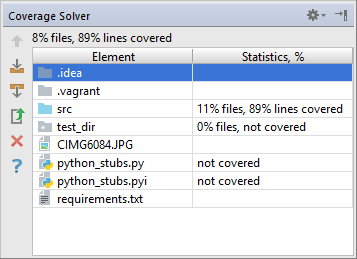 Coverage Solver
8% files, 89% lines covered
Element Statistics, %
.idea
.vagrant
src 11% files, 89% lines covered
test_dir 0% files, not covered
CIMG6084.JPG
python_stubs.py not covered
python_stubs.pyi not covered
requirements.txt